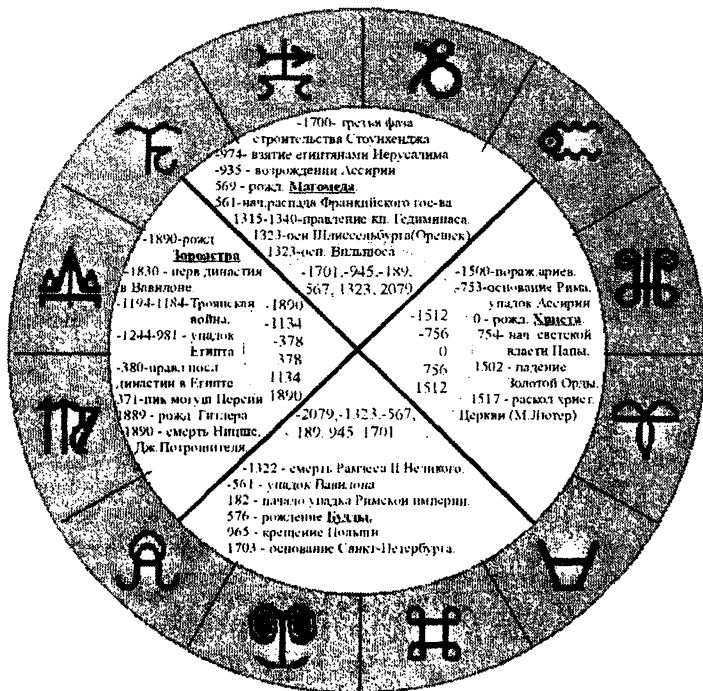 -1700- третья фаза
строительства Стоунхенджа
-974- взятие египтянами Иерусалима
-935 - возрождении Ассирии
569 - рожд. Магомеда.
561-нач.распада Франкийского гос-ва
1315-1340-правление кн. Гедиминаса.
1323-осн Шлиссельбурга(Орешек)
1323-осн. Вильнюса
-1701,-945,-189,
567, 1323, 2079
-1890-рожд
Зороастра
-1830 - перв династия
в Вавилоне
-1194-1184-Троянская
война.
-1244-981 - упадок
Египта
-380-правл посл
династии в Египте
371-пик могущ Персии
1889 - рожд Гитлера
-1890 - смерть Ницше,
Дж.Потрошителя.
-1890
-1134
-378
378
1134
1890
-1512
-756
0
756
1512
-1500-пораж.ариев.
-753-основание Рима.
упадок Ассирии
0 - рожд. Христа.
754- нач. светской
власти Папы.
1502 - падение
Золотой Орды.
1517 - раскол христ.
Церкви (М.Лютер)
-2079,-1323,-567,
189, 945, 1701
-1322 - смерть Рамзеса II Великого.
-561 - упадок Вавилона
182 - начало упадка Римской империи.
576 - рождение Будды.
965 - крещение Польши
1703 - основание Санкт-Петербурга.